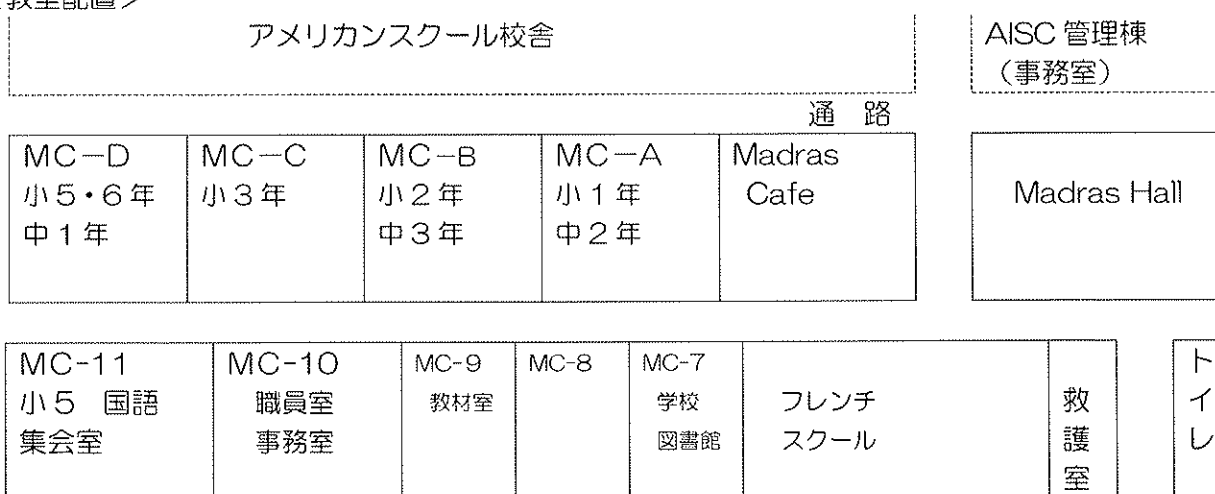 教室配置>
アメリカンスクール校舎
AISC 管理棟
（事務室）
通 路
MC－D
小5・6年
中1年
MC－C
小3年
MC－B
小2年
中3年
MC－A
小1年
中2年
Madras
Cafe
Madras Hall
MC-11
小5 国語
集会室
MC-10
職員室
事務室
MC-9
教材室
MC-8
MC-7
学校
図書館
フレンチ
スクール
救
護
室
ト
イ
レ